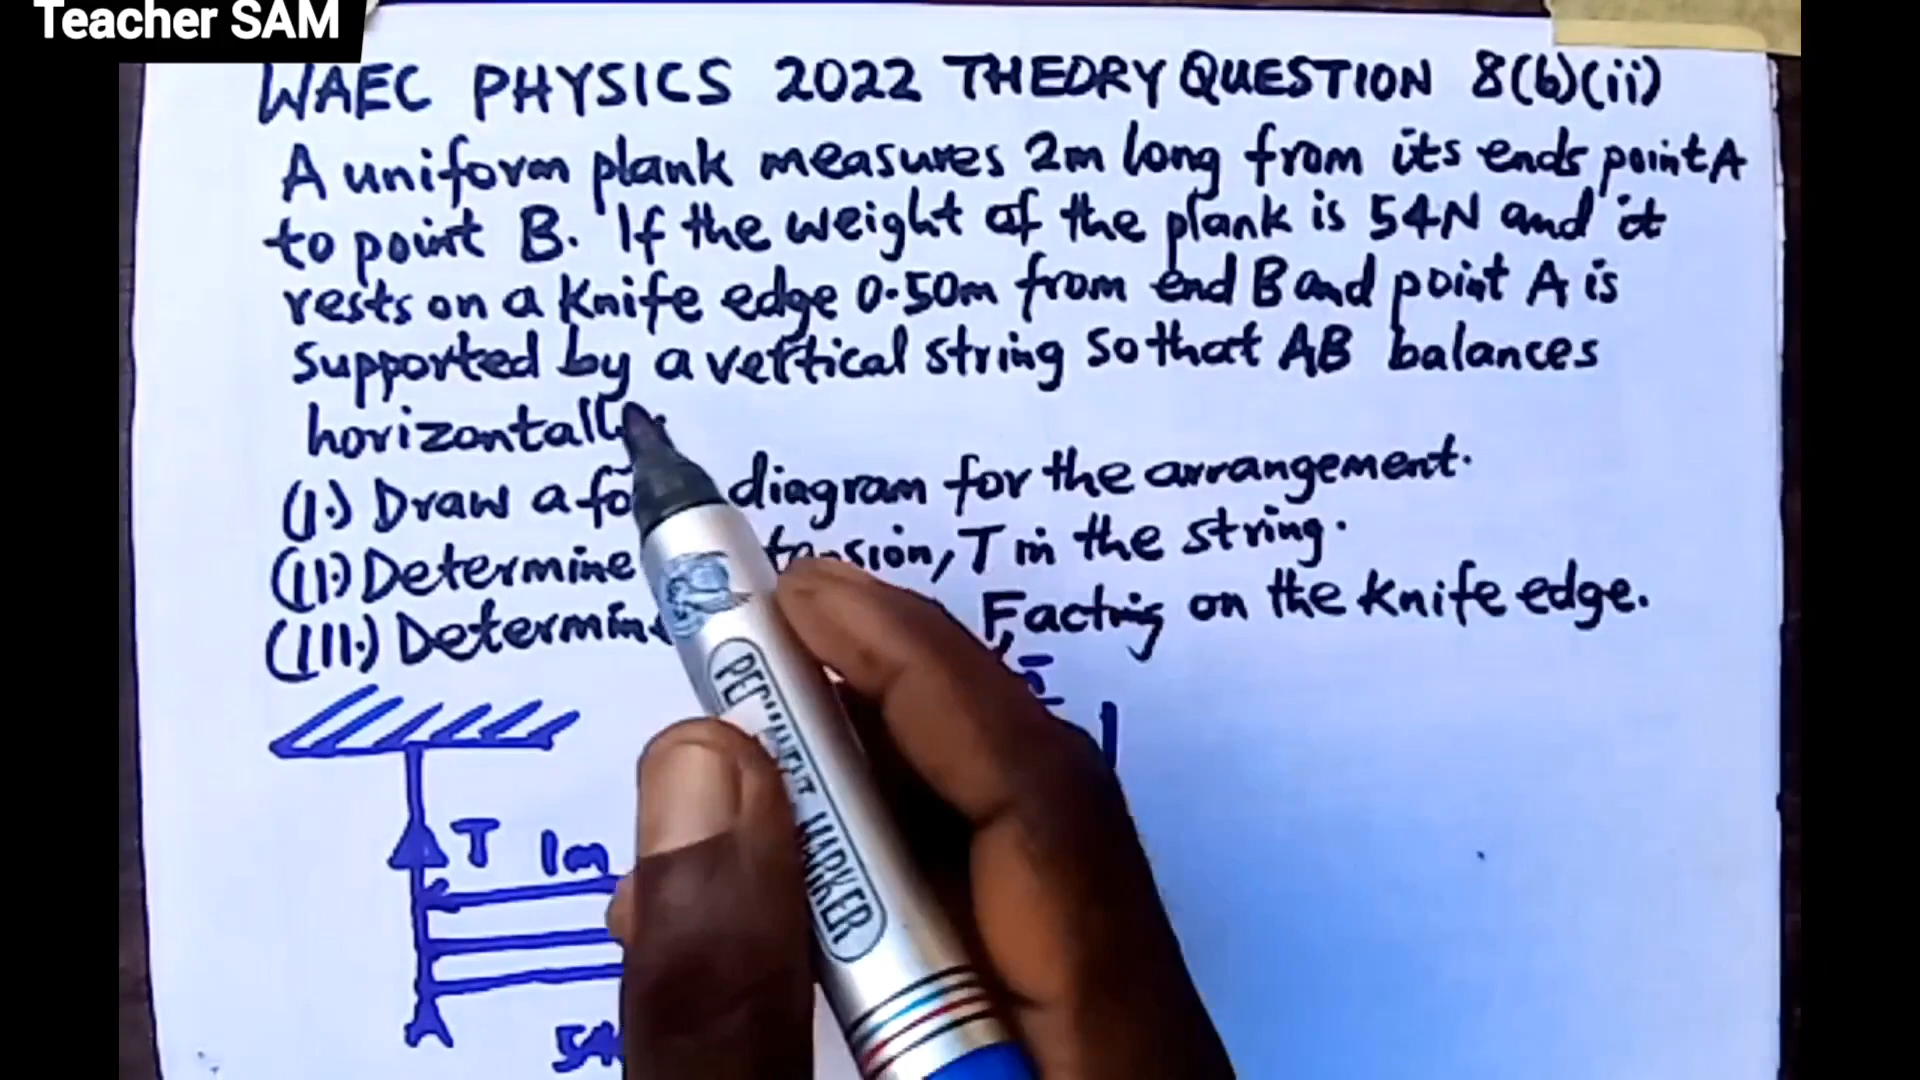 Teacher SAM
WAEC PHYSICS 2022 THEORY QUESTION 8(b)(ii)
A uniform plank measures 2m long from its ends point A
to point B. If the weight of the plank is 54N and it
rests on a knife edge 0.50m from end B and point A is
supported by a vertical string so that AB balances
horizontally.
(I.) Draw a diagram for the arrangement.
(II.) Determine tension, T in the string.
(III.) F, acting on the knife edge.
T 1m
A